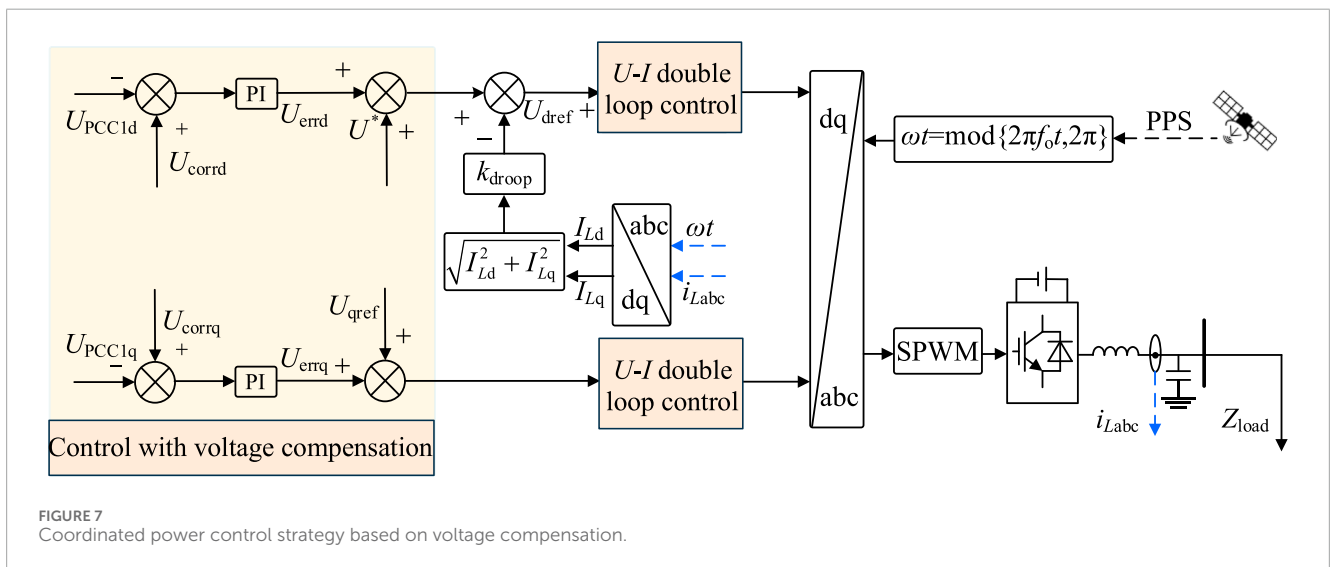 −
U_PCC1d
+
U_corrd
PI
U_errd
+
U*
+
+
−
U_dref +
U-I double
loop control
k_droop
√(I_Ld^2 + I_Lq^2)
I_Ld
I_Lq
abc
dq
ωt
i_Labc
dq
abc
ωt=mod{2πf_o t,2π}
PPS
U_corrq
+
U_PCC1q
−
PI
U_errq +
U_qref
+
U-I double
loop control
SPWM
i_Labc
Z_load
Control with voltage compensation
FIGURE 7
Coordinated power control strategy based on voltage compensation.